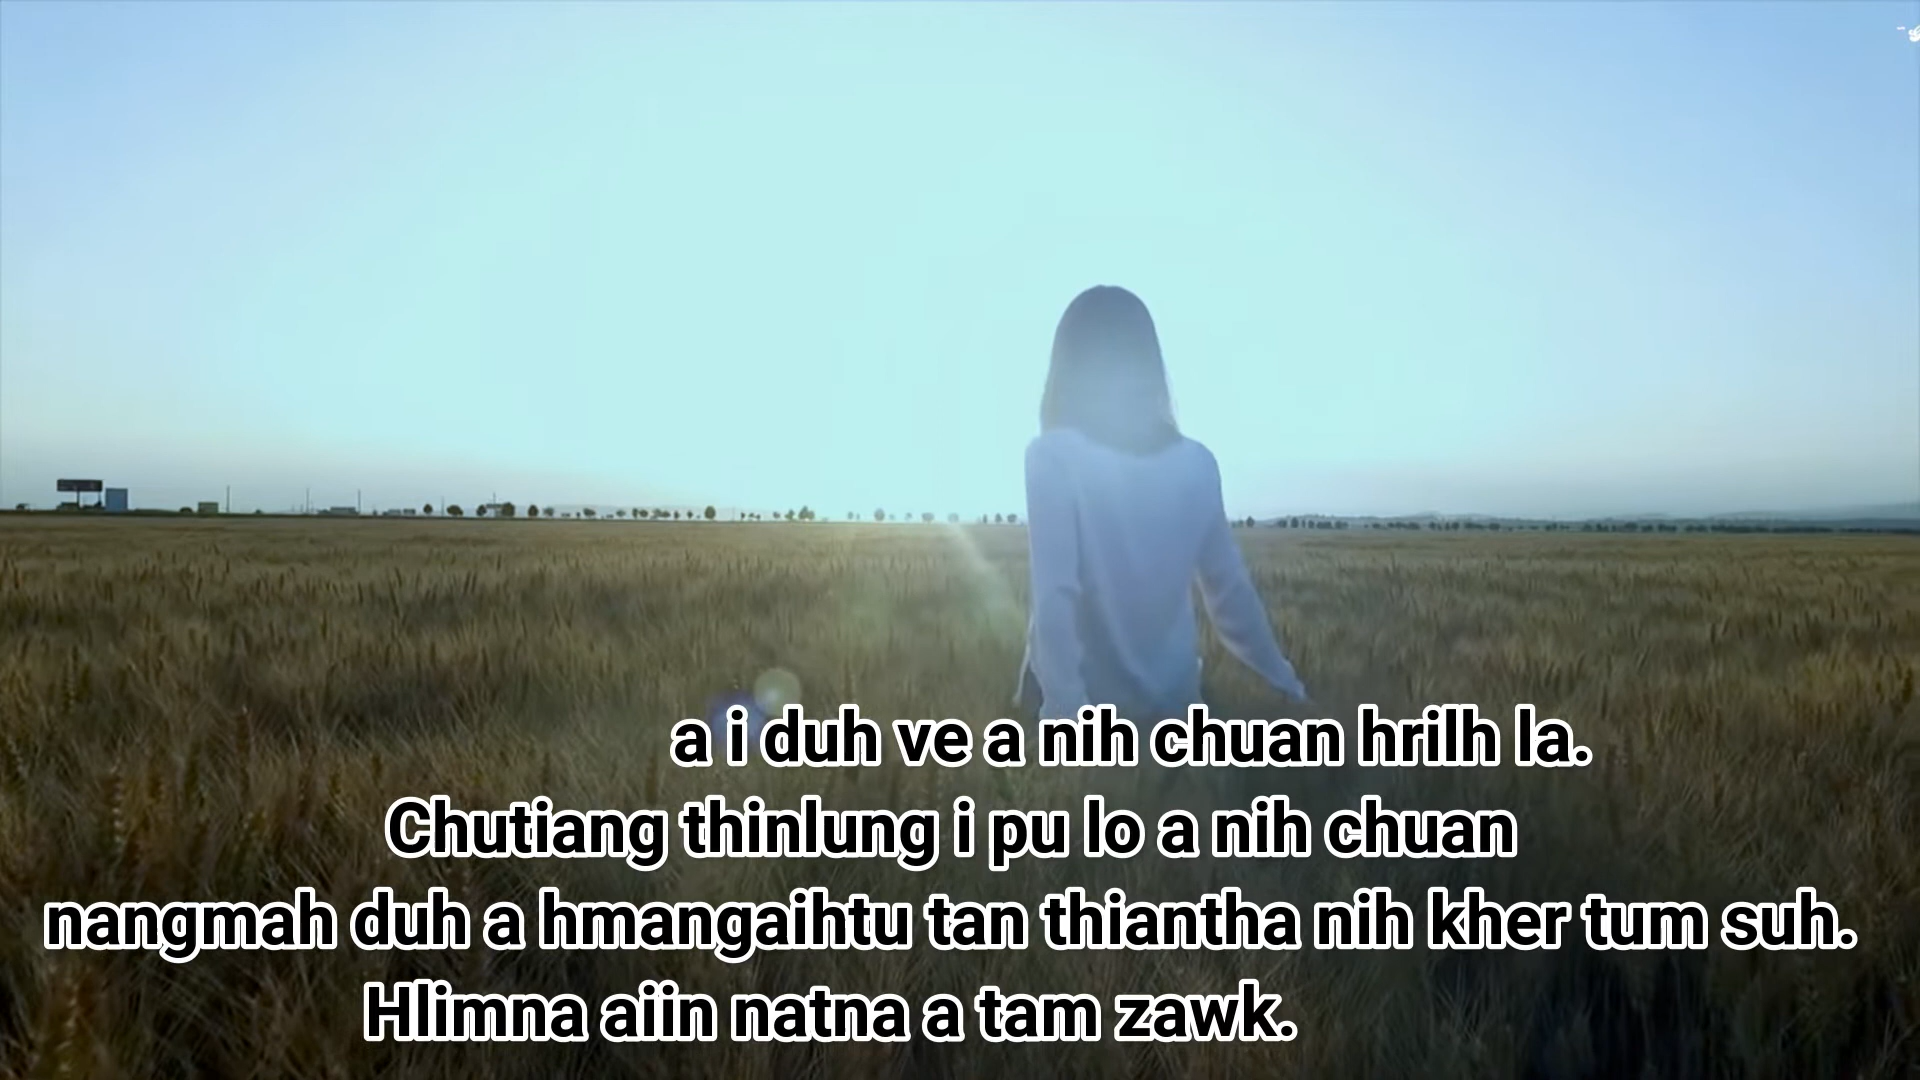 a i duh ve a nih chuan hrilh la.
Chutiang thinlung i pu lo a nih chuan
nangmah duh a hmangaihtu tan thiantha nih kher tum suh.
Hlimna aiin natna a tam zawk.